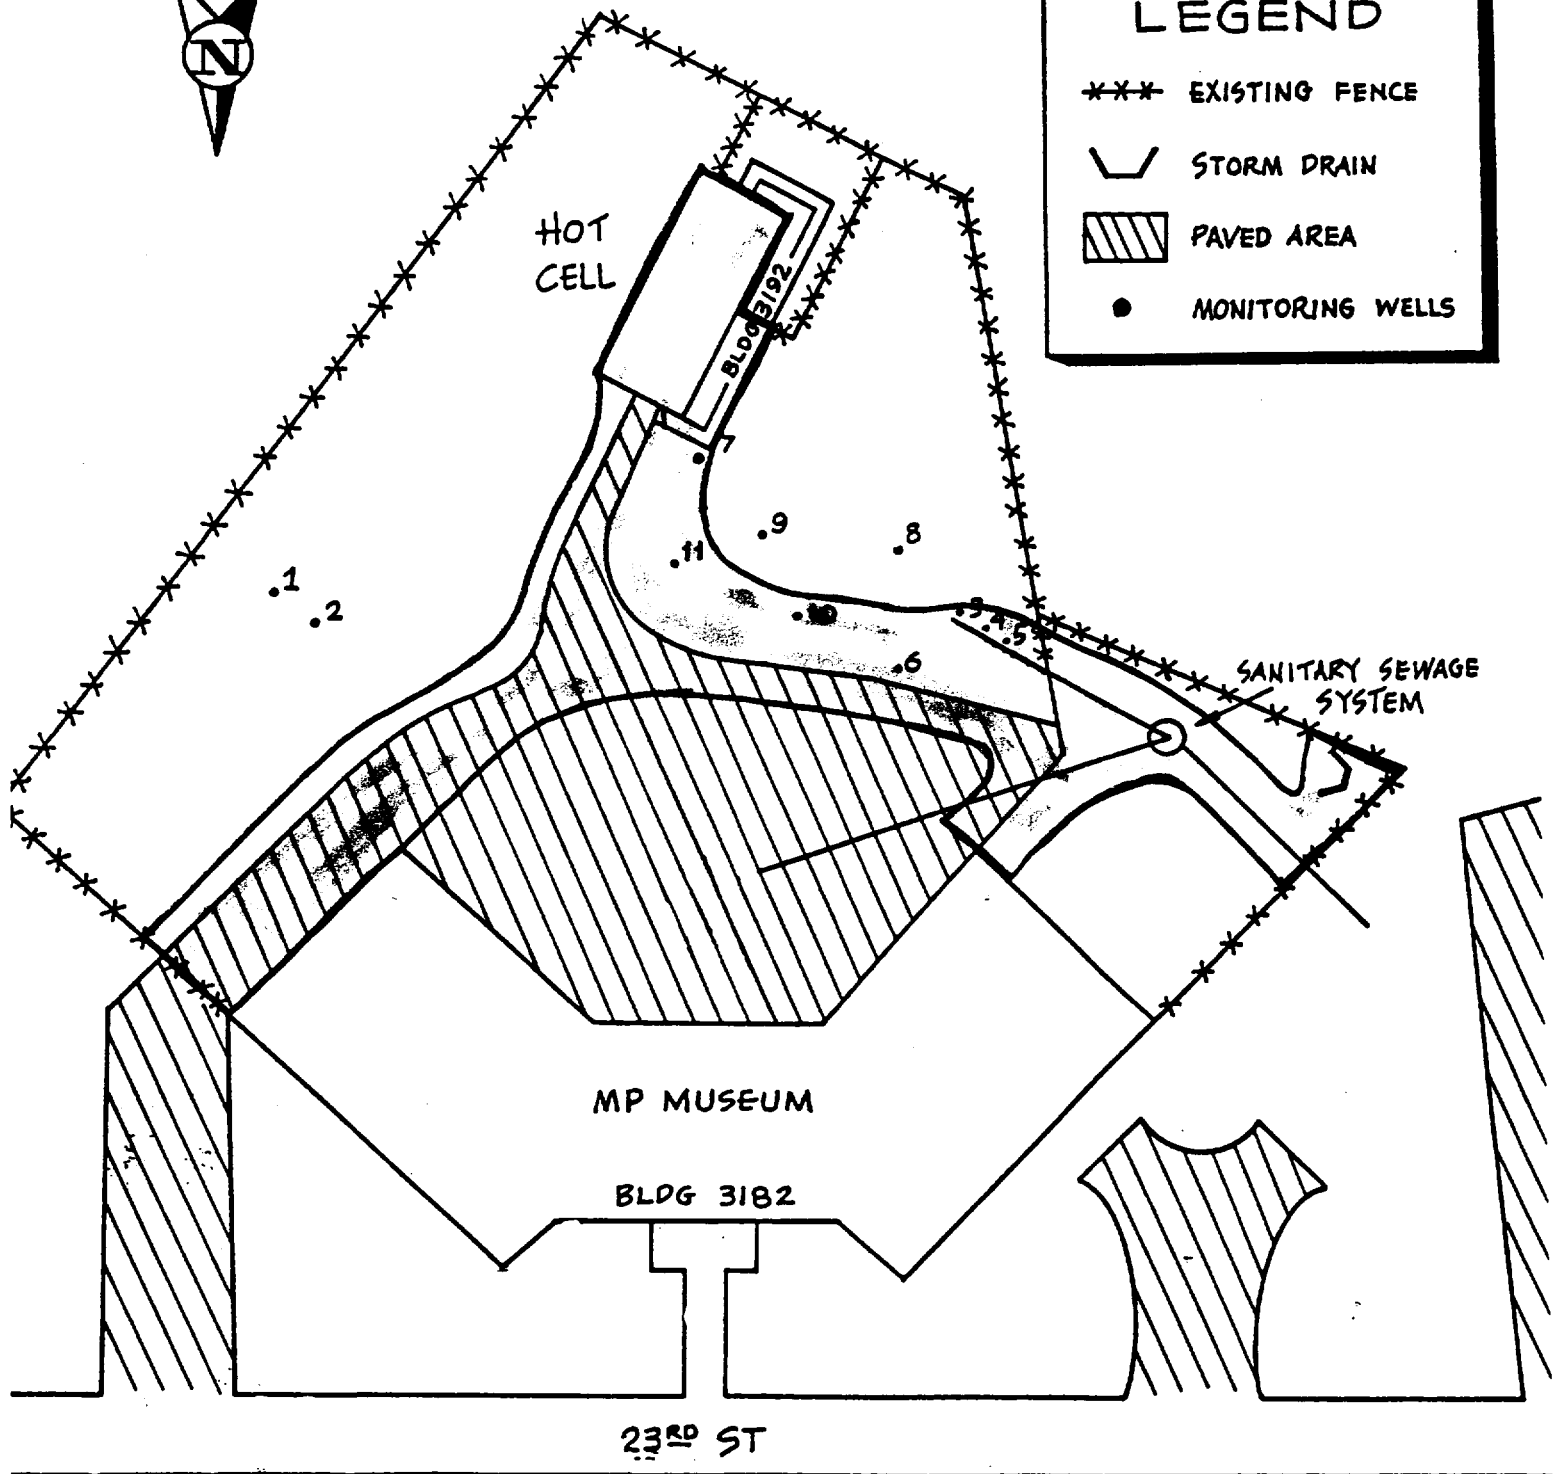 N
LEGEND
EXISTING FENCE
STORM DRAIN
PAVED AREA
MONITORING WELLS
HOT
CELL
BLDG 3192
9
8
11
1
2
10
3
4
5
6
SANITARY SEWAGE
SYSTEM
MP MUSEUM
BLDG 3182
23RD ST